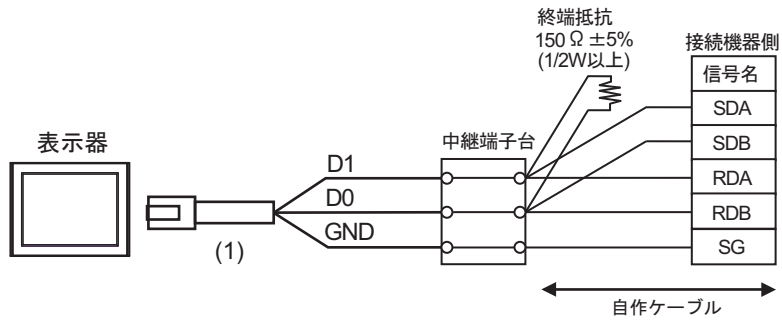 終端抵抗
150Ω ±5%
(1/2W以上)
接続機器側
信号名
SDA
SDB
RDA
RDB
SG
中継端子台
表示器
D1
D0
GND
(1)
自作ケーブル